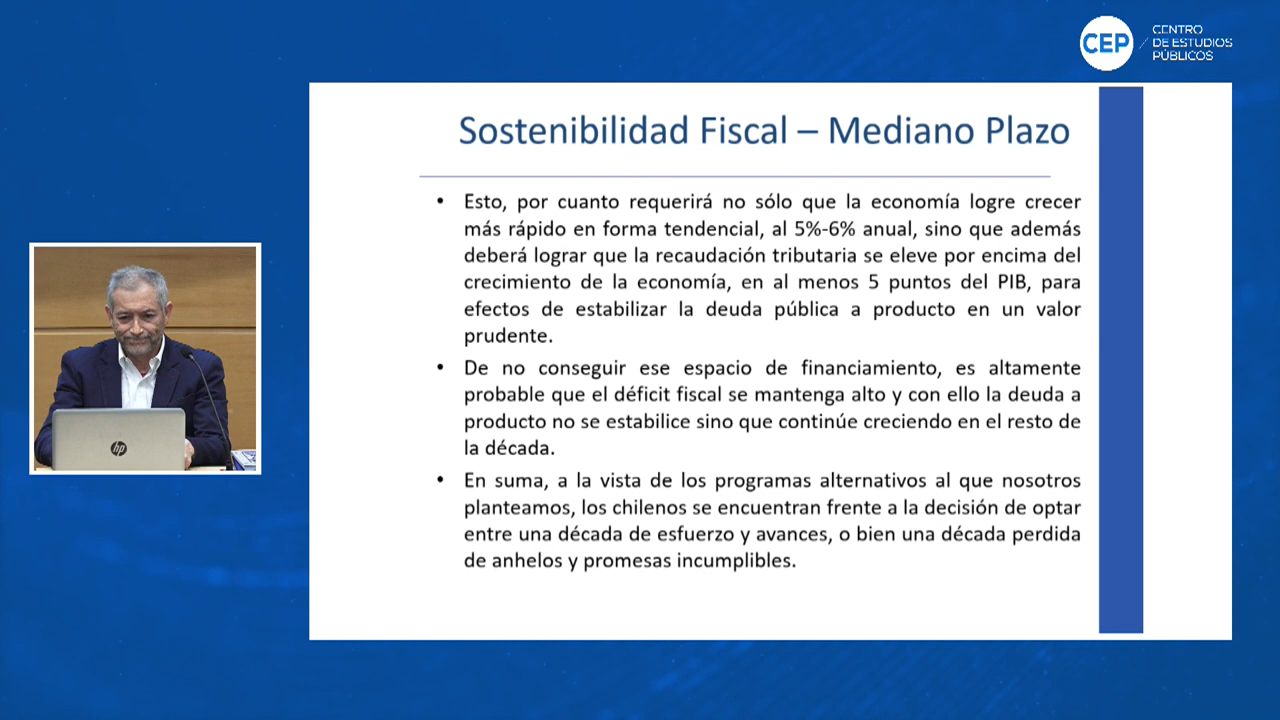 CEP
CENTRO
DE ESTUDIOS
PÚBLICOS
Sostenibilidad Fiscal – Mediano Plazo
• Esto, por cuanto requerirá no sólo que la economía logre crecer
más rápido en forma tendencial, al 5%-6% anual, sino que además
deberá lograr que la recaudación tributaria se eleve por encima del
crecimiento de la economía, en al menos 5 puntos del PIB, para
efectos de estabilizar la deuda pública a producto en un valor
prudente.
• De no conseguir ese espacio de financiamiento, es altamente
probable que el déficit fiscal se mantenga alto y con ello la deuda a
producto no se estabilice sino que continúe creciendo en el resto de
la década.
• En suma, a la vista de los programas alternativos al que nosotros
planteamos, los chilenos se encuentran frente a la decisión de optar
entre una década de esfuerzo y avances, o bien una década perdida
de anhelos y promesas incumplibles.
hp